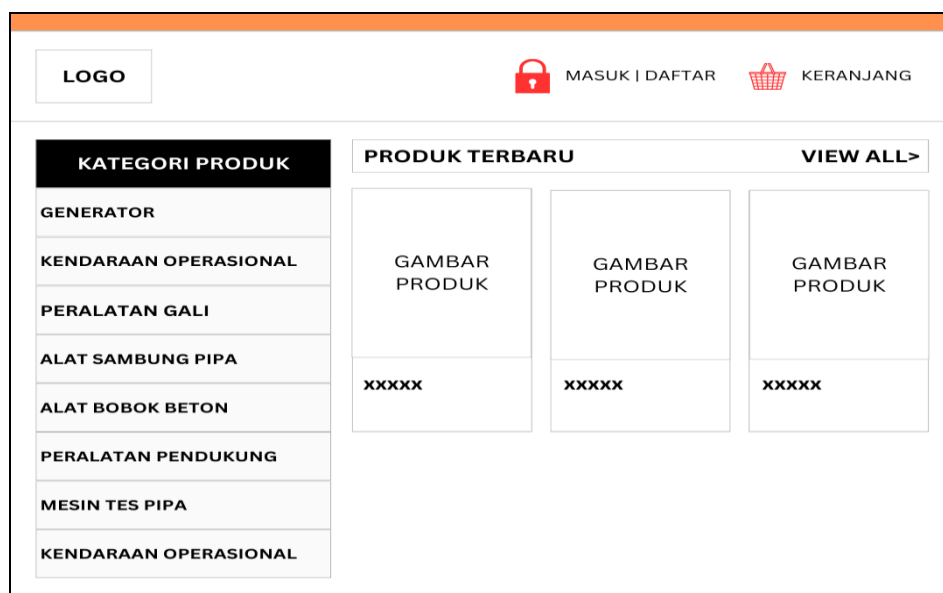 LOGO
MASUK | DAFTAR
KERANJANG
KATEGORI PRODUK
GENERATOR
KENDARAAN OPERASIONAL
PERALATAN GALI
ALAT SAMBUNG PIPA
ALAT BOBOK BETON
PERALATAN PENDUKUNG
MESIN TES PIPA
KENDARAAN OPERASIONAL
PRODUK TERBARU
VIEW ALL>
GAMBAR
PRODUK
xxxxx
GAMBAR
PRODUK
xxxxx
GAMBAR
PRODUK
xxxxx